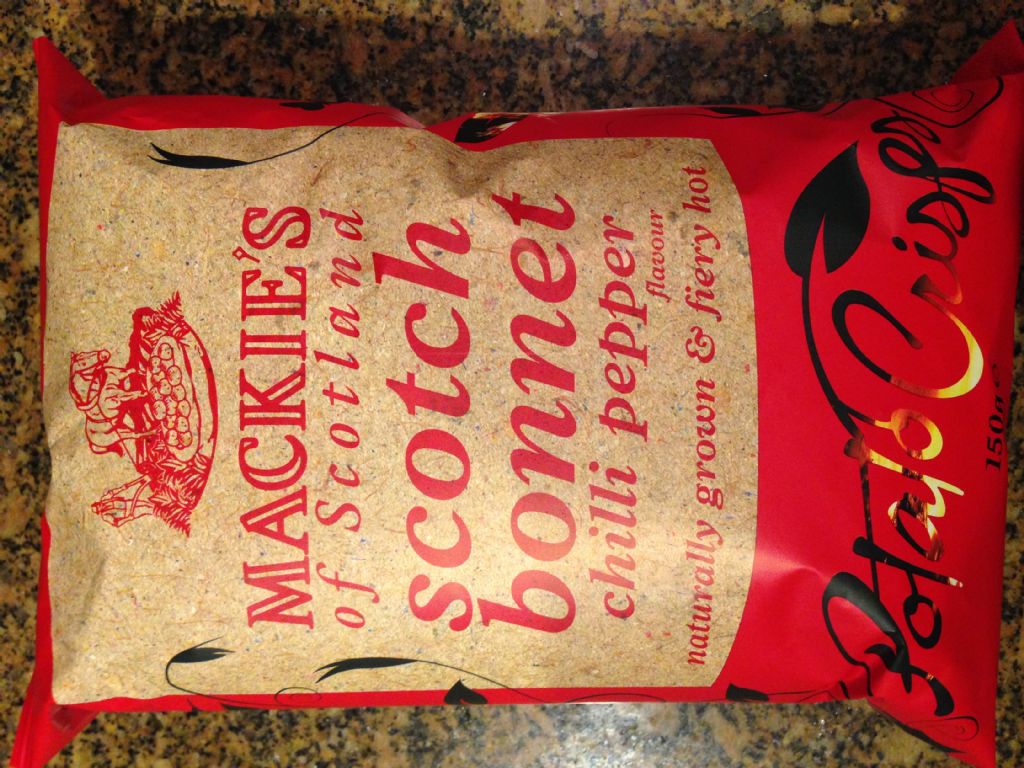 MACKIE'S
of Scotland
scotch
bonnet
chilli pepper
flavour
naturally grown & fiery hot
Potato Crisps
150g